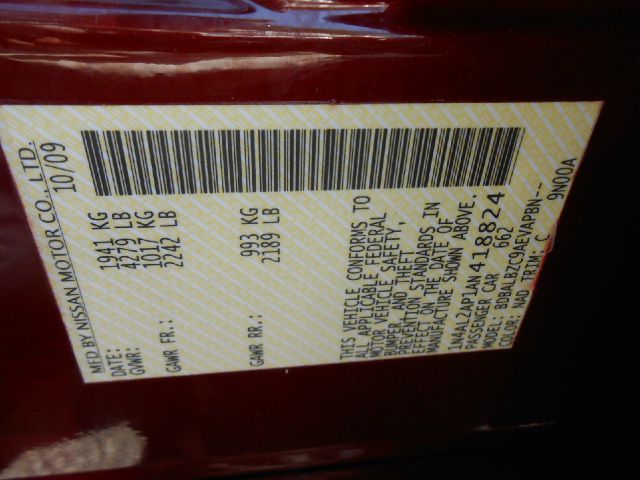 MFD BY NISSAN MOTOR CO., LTD.
DATE: 10/09
GVWR: 1941 KG
4279 LB
GAWR FR.: 1017 KG
2242 LB
GAWR RR.: 993 KG
2189 LB
THIS VEHICLE CONFORMS TO
ALL APPLICABLE FEDERAL
MOTOR VEHICLE SAFETY,
BUMPER, AND THEFT
PREVENTION STANDARDS IN
EFFECT ON THE DATE OF
MANUFACTURE SHOWN ABOVE.
1N4AL2AP1AN418824
PASSENGER CAR 662
MODEL: BDBALBZC9AEVAPBN--
COLOR: NAD TRIM: C 9N00A